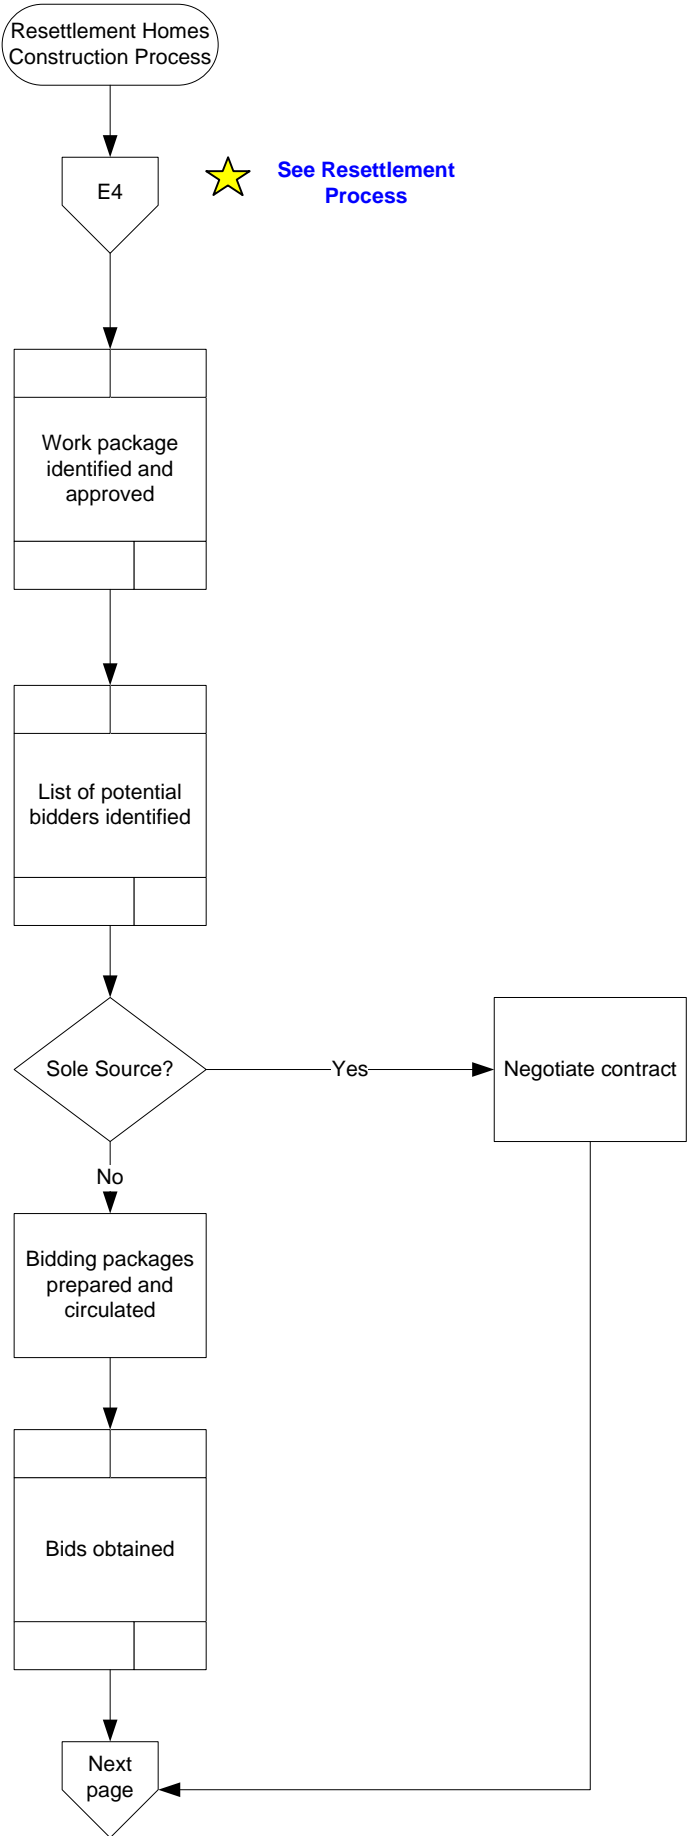 Resettlement Homes
Construction Process
E4
See Resettlement
Process
Work package
identified and
approved
List of potential
bidders identified
Sole Source?
Yes
Negotiate contract
No
Bidding packages
prepared and
circulated
Bids obtained
Next
page